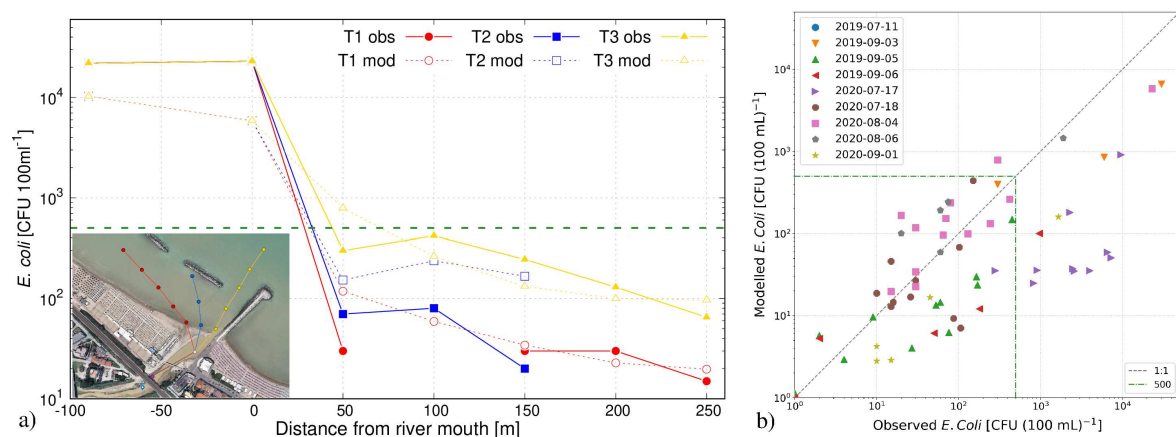 T1 obs T2 obs T3 obs
T1 mod T2 mod T3 mod
10⁴
10³
10²
10¹
E. Coli [CFU 100ml⁻¹]
-100 -50 0 50 100 150 200 250
Distance from river mouth [m]
a)
2019-07-11
2019-09-03
2019-09-05
2019-09-06
2020-07-17
2020-07-18
2020-08-04
2020-08-06
2020-09-01
10⁴
10³
10²
10¹
10⁰
Modelled E. Coli [CFU (100 mL)⁻¹]
1:1
500
10⁰ 10¹ 10² 10³ 10⁴
Observed E. Coli [CFU (100 mL)⁻¹]
b)